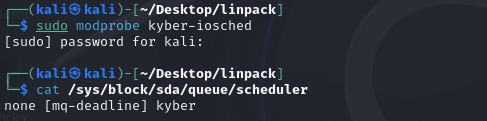 ┌──(kali㉿kali)-[~/Desktop/linpack]
└─$ sudo modprobe kyber-iosched
[sudo] password for kali:
┌──(kali㉿kali)-[~/Desktop/linpack]
└─$ cat /sys/block/sda/queue/scheduler
none [mq-deadline] kyber